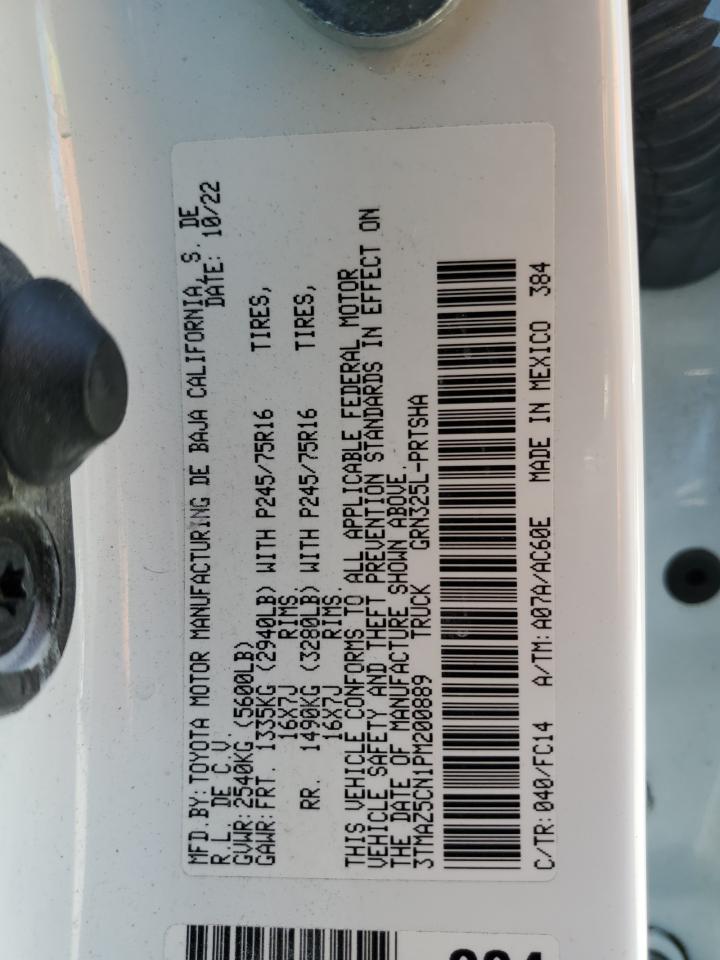 MFD.BY: TOYOTA MOTOR MANUFACTURING DE BAJA CALIFORNIA, S. DE
R.L. DE C.V. DATE: 10/22
GVWR: 2540KG (5600LB)
GAWR: FRT. 1335KG (2940LB) WITH P245/75R16 TIRES,
16X7J RIMS
RR. 1490KG (3280LB) WITH P245/75R16 TIRES,
16X7J RIMS.
THIS VEHICLE CONFORMS TO ALL APPLICABLE FEDERAL MOTOR
VEHICLE SAFETY AND THEFT PREVENTION STANDARDS IN EFFECT ON
THE DATE OF MANUFACTURE SHOWN ABOVE.
3TMAZ5CN1PM200889 TRUCK GRN325L-PRTSHA
C/TR: 040/FC14 A/TM: A07A/AC60E MADE IN MEXICO 384